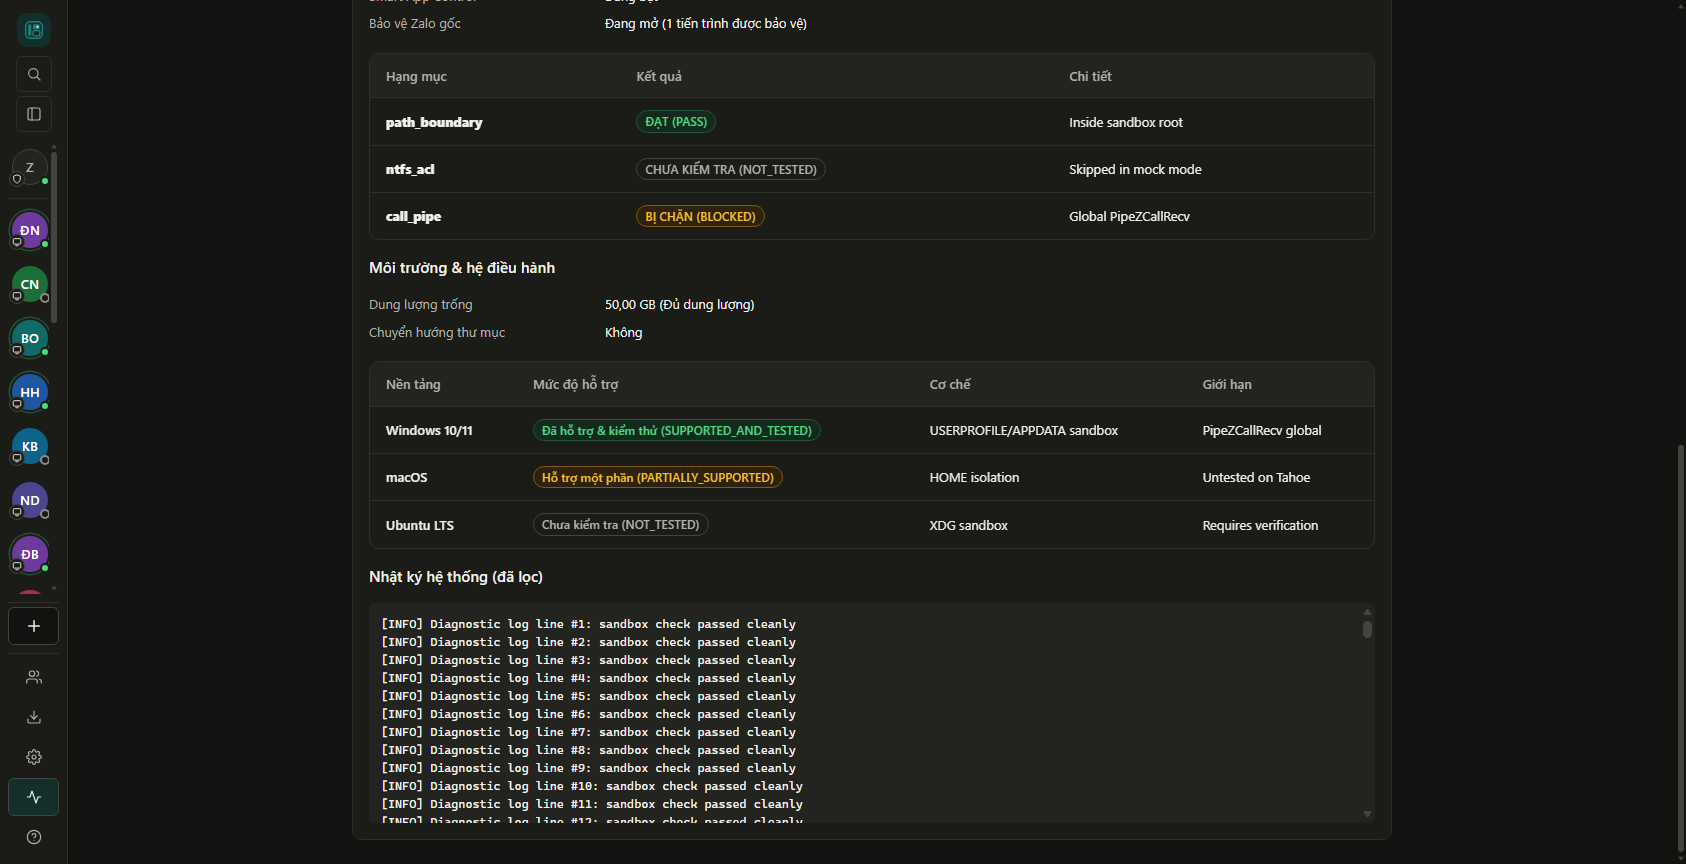 Bảo vệ Zalo gốc Đang mở (1 tiến trình được bảo vệ)
Hạng mục Kết quả Chi tiết
path_boundary ĐẠT (PASS) Inside sandbox root
ntfs_acl CHƯA KIỂM TRA (NOT_TESTED) Skipped in mock mode
call_pipe BỊ CHẶN (BLOCKED) Global PipeZCallRecv
Môi trường & hệ điều hành
Dung lượng trống 50,00 GB (Đủ dung lượng)
Chuyển hướng thư mục Không
Nền tảng Mức độ hỗ trợ Cơ chế Giới hạn
Windows 10/11 Đã hỗ trợ & kiểm thử (SUPPORTED_AND_TESTED) USERPROFILE/APPDATA sandbox PipeZCallRecv global
macOS Hỗ trợ một phần (PARTIALLY_SUPPORTED) HOME isolation Untested on Tahoe
Ubuntu LTS Chưa kiểm tra (NOT_TESTED) XDG sandbox Requires verification
Nhật ký hệ thống (đã lọc)
[INFO] Diagnostic log line #1: sandbox check passed cleanly
[INFO] Diagnostic log line #2: sandbox check passed cleanly
[INFO] Diagnostic log line #3: sandbox check passed cleanly
[INFO] Diagnostic log line #4: sandbox check passed cleanly
[INFO] Diagnostic log line #5: sandbox check passed cleanly
[INFO] Diagnostic log line #6: sandbox check passed cleanly
[INFO] Diagnostic log line #7: sandbox check passed cleanly
[INFO] Diagnostic log line #8: sandbox check passed cleanly
[INFO] Diagnostic log line #9: sandbox check passed cleanly
[INFO] Diagnostic log line #10: sandbox check passed cleanly
[INFO] Diagnostic log line #11: sandbox check passed cleanly
[INFO] Diagnostic log line #12: sandbox check passed cleanly
Z
ĐN
CN
BO
HH
KB
ND
ĐB